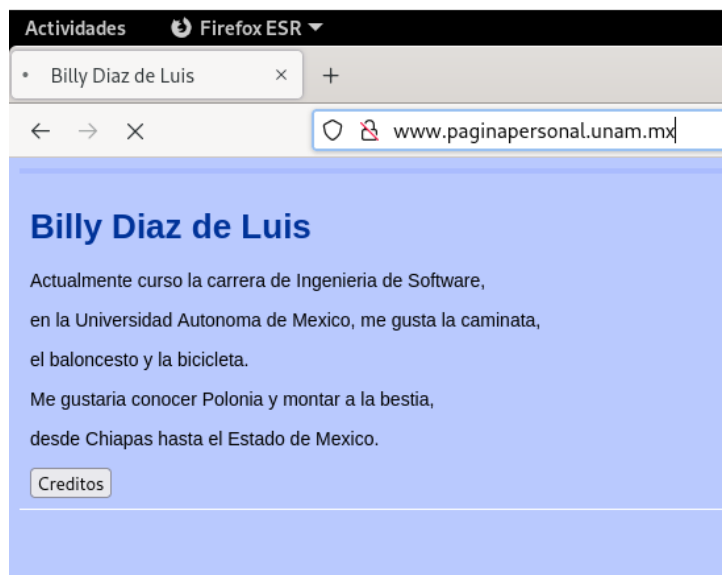 Actividades Firefox ESR
Billy Diaz de Luis
www.paginapersonal.unam.mx
Billy Diaz de Luis
Actualmente curso la carrera de Ingenieria de Software,
en la Universidad Autonoma de Mexico, me gusta la caminata,
el baloncesto y la bicicleta.
Me gustaria conocer Polonia y montar a la bestia,
desde Chiapas hasta el Estado de Mexico.
Creditos